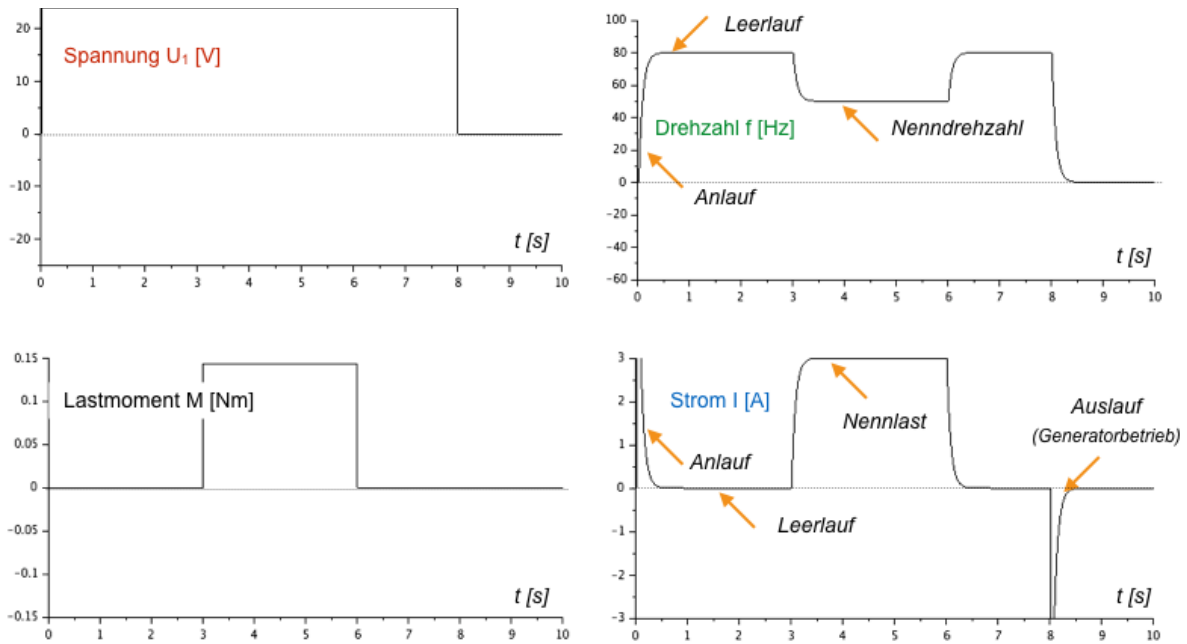 Spannung U₁ [V]
20
10
0
-10
-20
t [s]
0 1 2 3 4 5 6 7 8 9 10
Leerlauf
100
80
60
40
20
0
-20
-40
-60
Drehzahl f [Hz]
Nenndrehzahl
Anlauf
t [s]
0 1 2 3 4 5 6 7 8 9 10
0.15
0.1
0.05
0
-0.05
-0.1
-0.15
Lastmoment M [Nm]
t [s]
0 1 2 3 4 5 6 7 8 9 10
3
2
1
0
-1
-2
-3
Strom I [A]
Nennlast
Auslauf
(Generatorbetrieb)
Anlauf
Leerlauf
t [s]
0 1 2 3 4 5 6 7 8 9 10